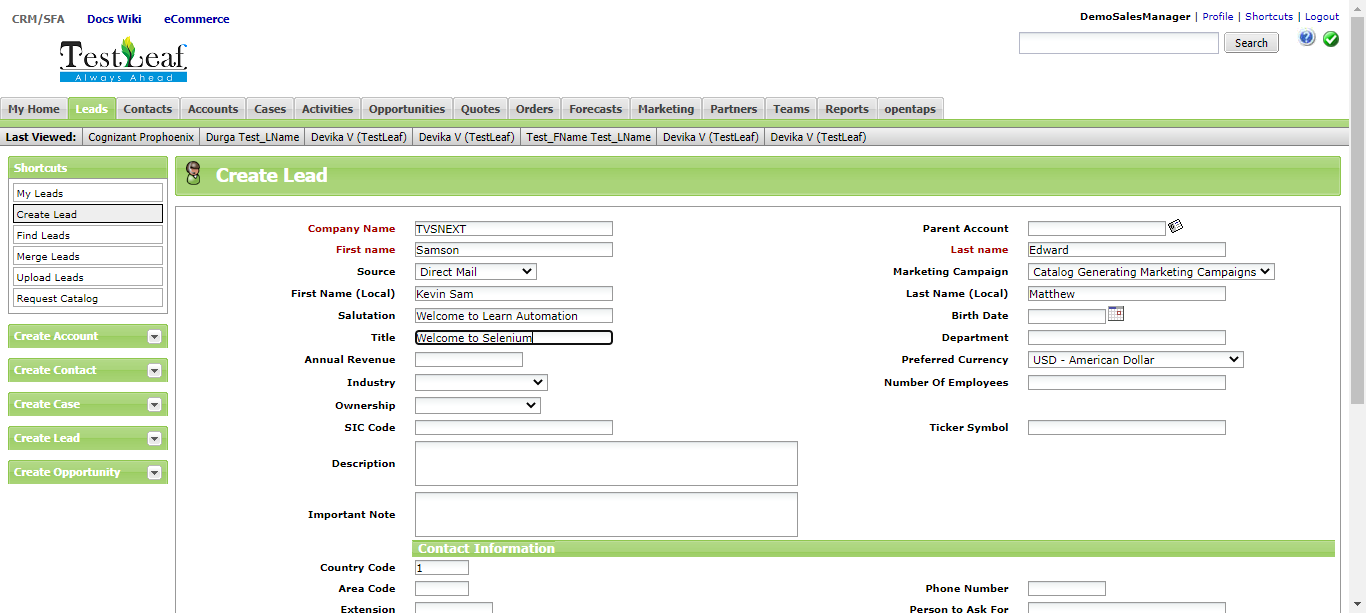 CRM/SFA Docs Wiki eCommerce
DemoSalesManager | Profile | Shortcuts | Logout
TestLeaf
Always Ahead
Search
My Home Leads Contacts Accounts Cases Activities Opportunities Quotes Orders Forecasts Marketing Partners Teams Reports opentaps
Last Viewed: Cognizant Prophoenix Durga Test_LName Devika V (TestLeaf) Devika V (TestLeaf) Test_FName Test_LName Devika V (TestLeaf) Devika V (TestLeaf)
Shortcuts
My Leads
Create Lead
Find Leads
Merge Leads
Upload Leads
Request Catalog
Create Account
Create Contact
Create Case
Create Lead
Create Opportunity
Create Lead
Company Name TVSNEXT Parent Account
First name Samson Last name Edward
Source Direct Mail Marketing Campaign Catalog Generating Marketing Campaigns
First Name (Local) Kevin Sam Last Name (Local) Matthew
Salutation Welcome to Learn Automation Birth Date
Title Welcome to Selenium Department
Annual Revenue Preferred Currency USD - American Dollar
Industry Number Of Employees
Ownership
SIC Code Ticker Symbol
Description
Important Note
Contact Information
Country Code 1
Area Code Phone Number
Extension Person to Ask For